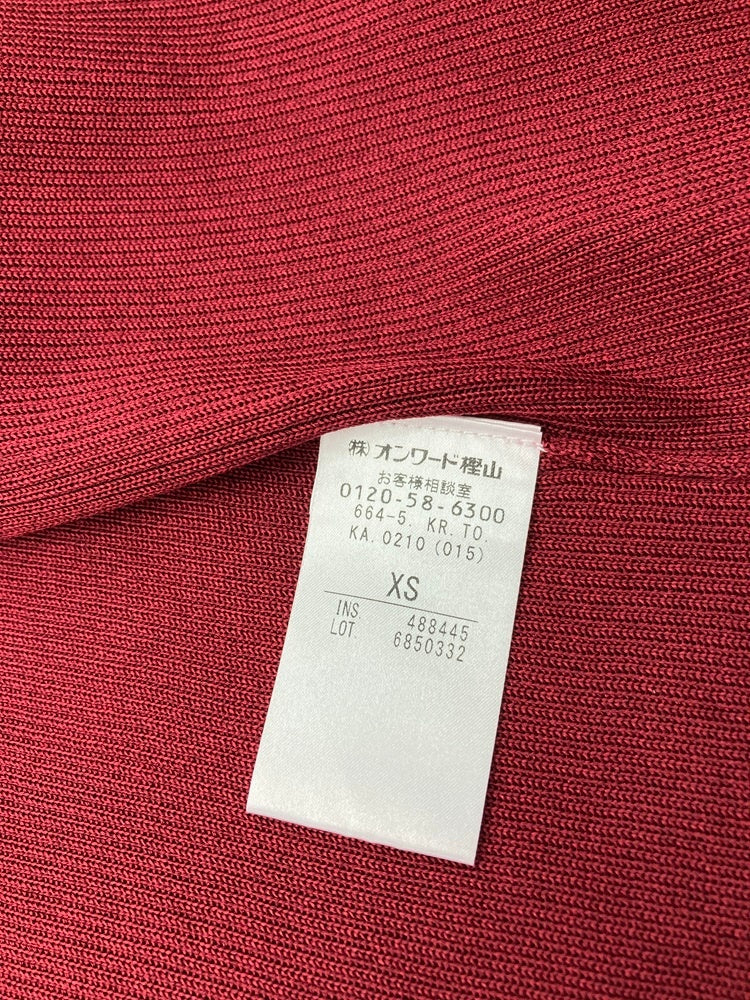 ㈱オンワード樫山
お客様相談室
0120-58-6300
664-5. KR.TO.
KA.0210(015)
XS
INS 488445
LOT 6850332